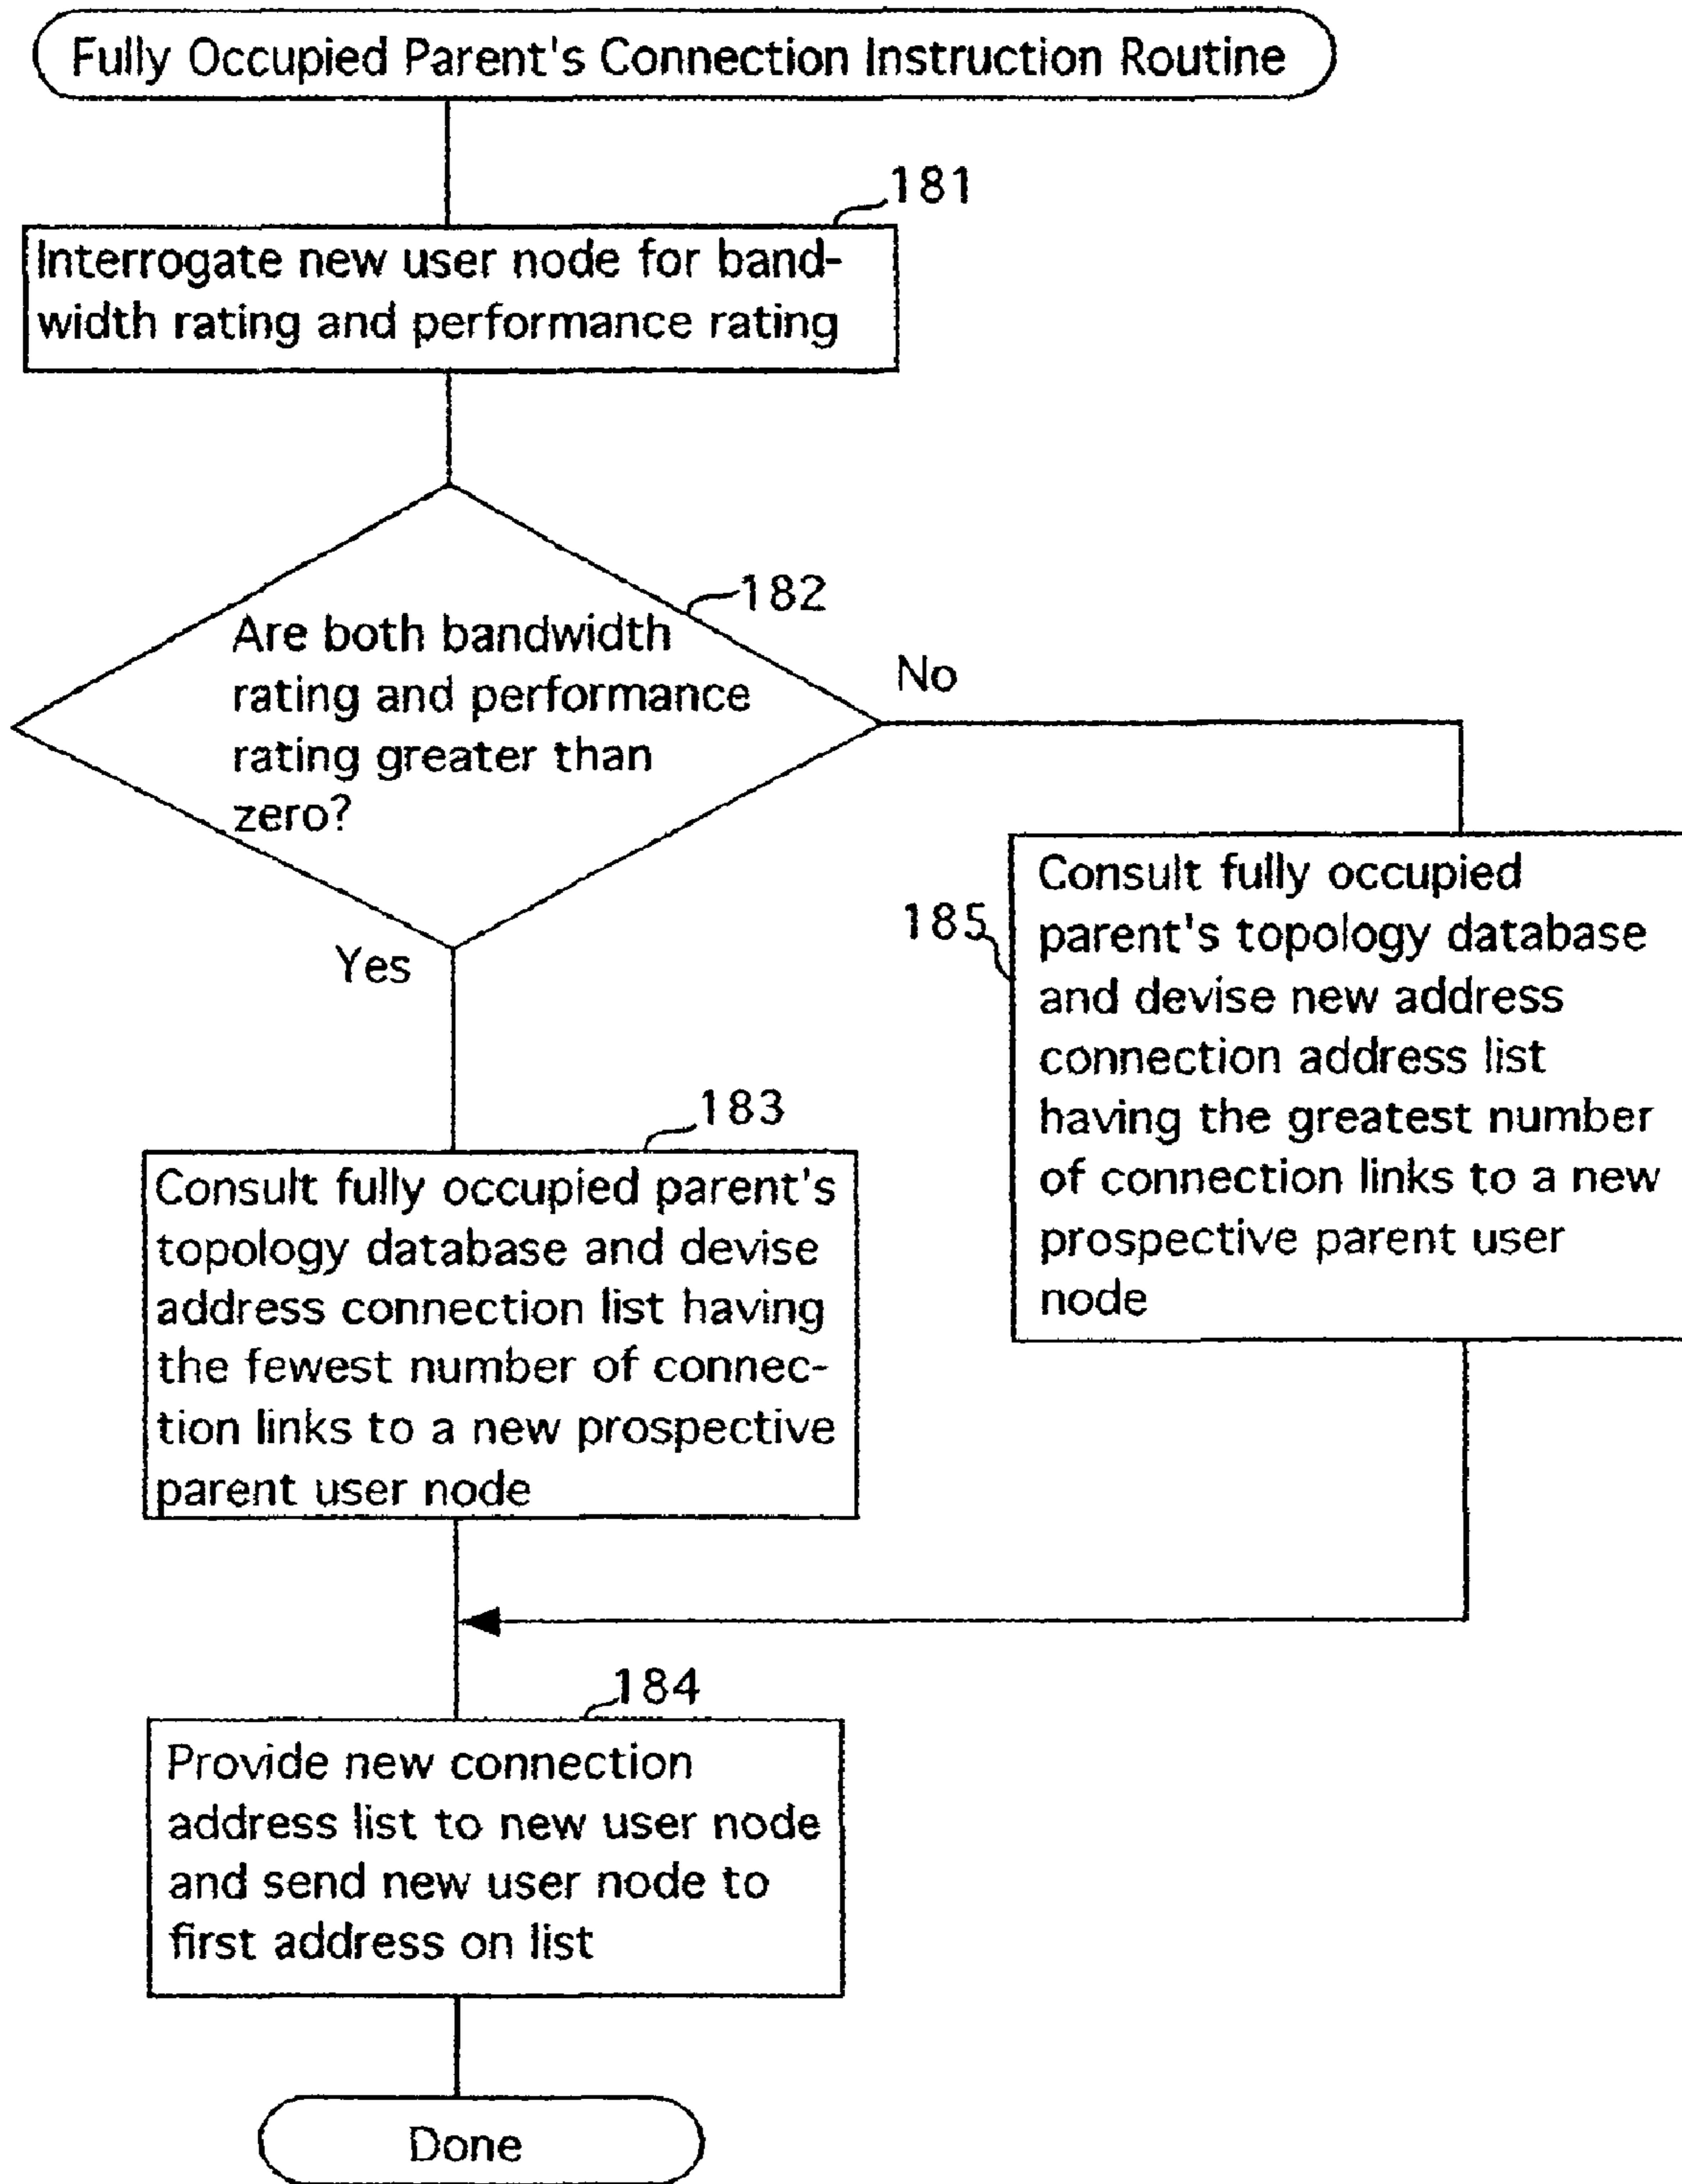 Fully Occupied Parent's Connection Instruction Routine
181
Interrogate new user node for band-
width rating and performance rating
182
Are both bandwidth
rating and performance
rating greater than
zero?
No
Yes
185
Consult fully occupied
parent's topology database
and devise new address
connection address list
having the greatest number
of connection links to a new
prospective parent user
node
183
Consult fully occupied parent's
topology database and devise
address connection list having
the fewest number of connec-
tion links to a new prospective
parent user node
184
Provide new connection
address list to new user node
and send new user node to
first address on list
Done